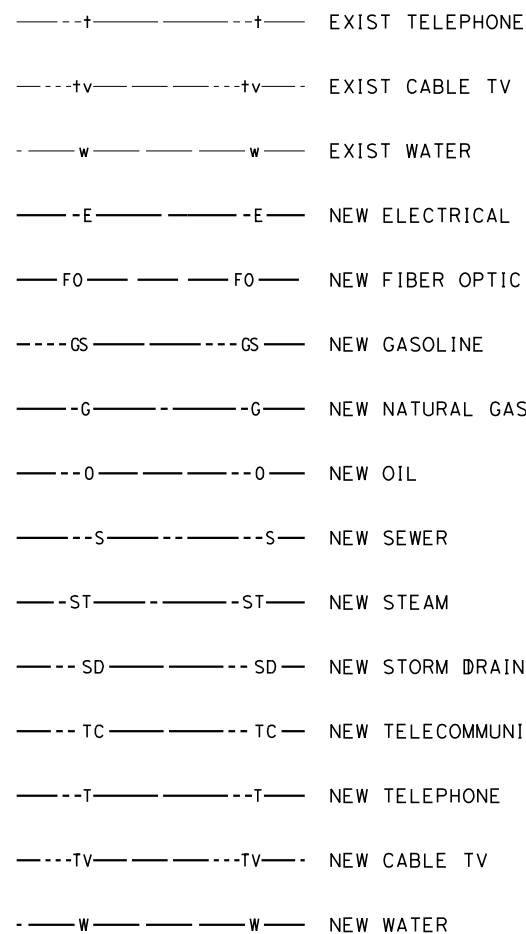 t t EXIST TELEPHONE
tv tv EXIST CABLE TV
w w EXIST WATER
E E NEW ELECTRICAL
FO FO NEW FIBER OPTIC
GS GS NEW GASOLINE
G G NEW NATURAL GAS
O O NEW OIL
S S NEW SEWER
ST ST NEW STEAM
SD SD NEW STORM DRAIN
TC TC NEW TELECOMMUNI
T T NEW TELEPHONE
TV TV NEW CABLE TV
W W NEW WATER